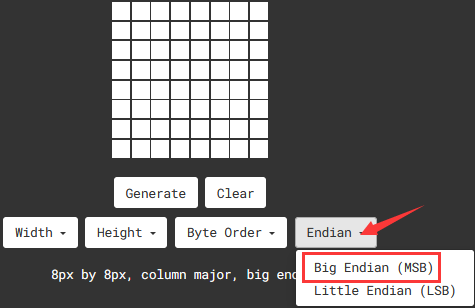 Generate Clear
Width Height Byte Order Endian
Big Endian (MSB)
8px by 8px, column major, big en
Little Endian (LSB)